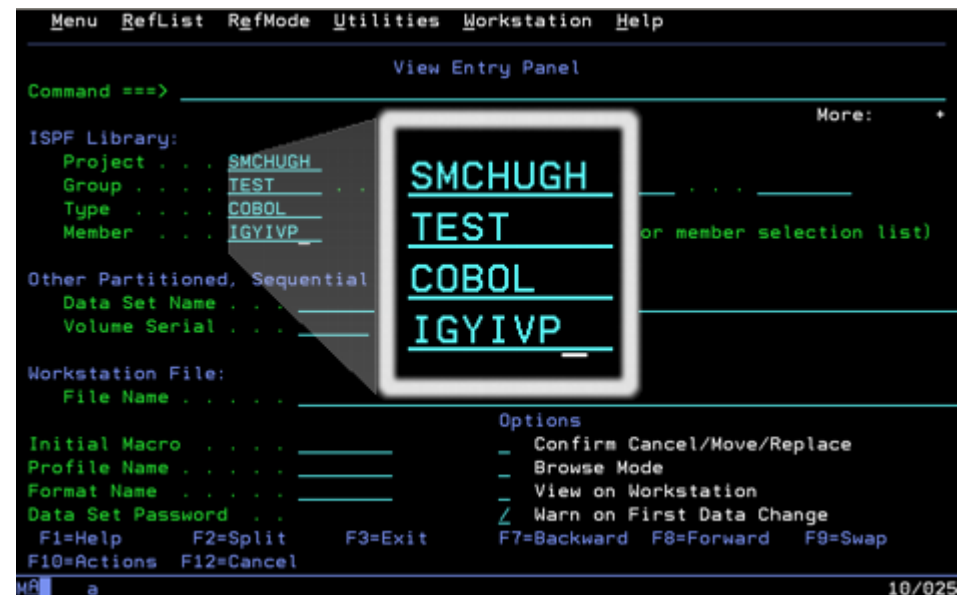 Menu RefList RefMode Utilities Workstation Help
View Entry Panel
Command ===>
More: +
ISPF Library:
Project . . . SMCHUGH
Group . . . . TEST . . . . . .
Type . . . . COBOL
Member . . . IGYIVP or member selection list)
SMCHUGH
TEST
COBOL
IGYIVP_
Other Partitioned, Sequential
Data Set Name . . .
Volume Serial . . .
Workstation File:
File Name . . . . .
Options
Initial Macro . . . . Confirm Cancel/Move/Replace
Profile Name . . . . Browse Mode
Format Name . . . . . View on Workstation
Data Set Password . . / Warn on First Data Change
F1=Help F2=Split F3=Exit F7=Backward F8=Forward F9=Swap
F10=Actions F12=Cancel
MA a 10/025